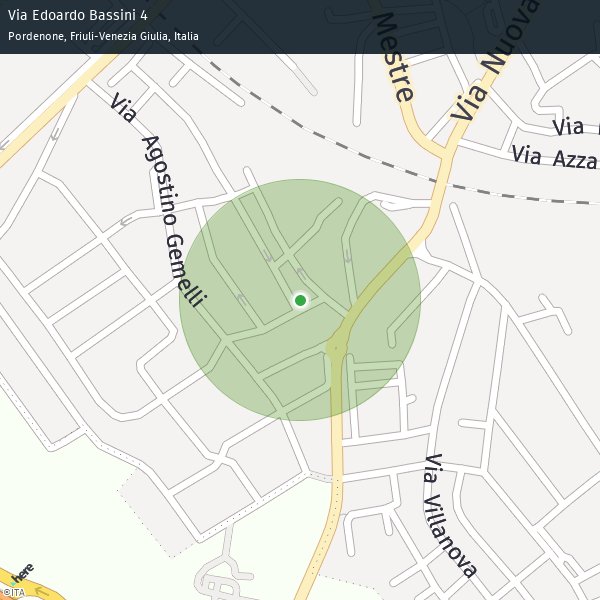 Via Edoardo Bassini 4
Pordenone, Friuli-Venezia Giulia, Italia
Mestre
Via Nuova
Via
Via Azza
Via Agostino Gemelli
Via Villanova
here
©ITA